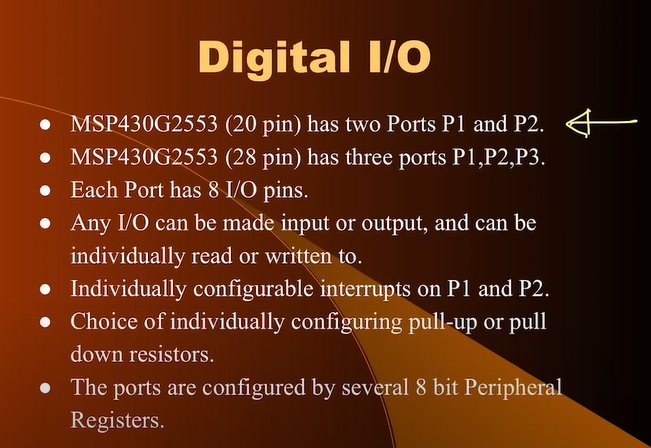 Digital I/O
● MSP430G2553 (20 pin) has two Ports P1 and P2.
● MSP430G2553 (28 pin) has three ports P1,P2,P3.
● Each Port has 8 I/O pins.
● Any I/O can be made input or output, and can be
individually read or written to.
● Individually configurable interrupts on P1 and P2.
● Choice of individually configuring pull-up or pull
down resistors.
● The ports are configured by several 8 bit Peripheral
Registers.